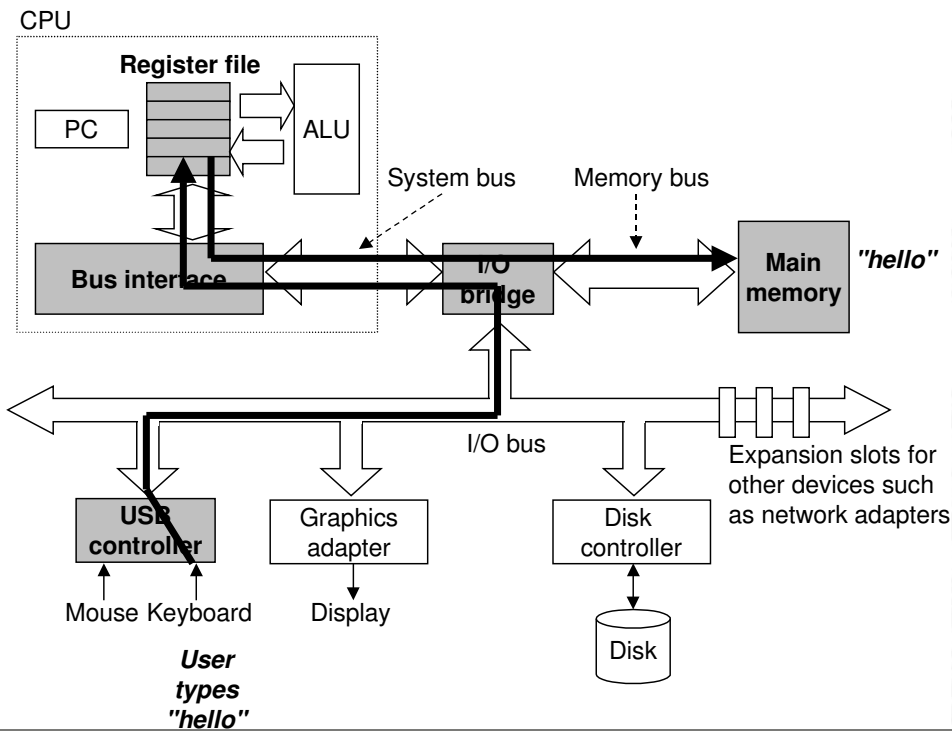 CPU
Register file
PC
ALU
System bus
Memory bus
Bus interface
I/O
bridge
Main
memory
"hello"
I/O bus
Expansion slots for
other devices such
as network adapters
USB
controller
Graphics
adapter
Disk
controller
Mouse
Keyboard
Display
Disk
User
types
"hello"